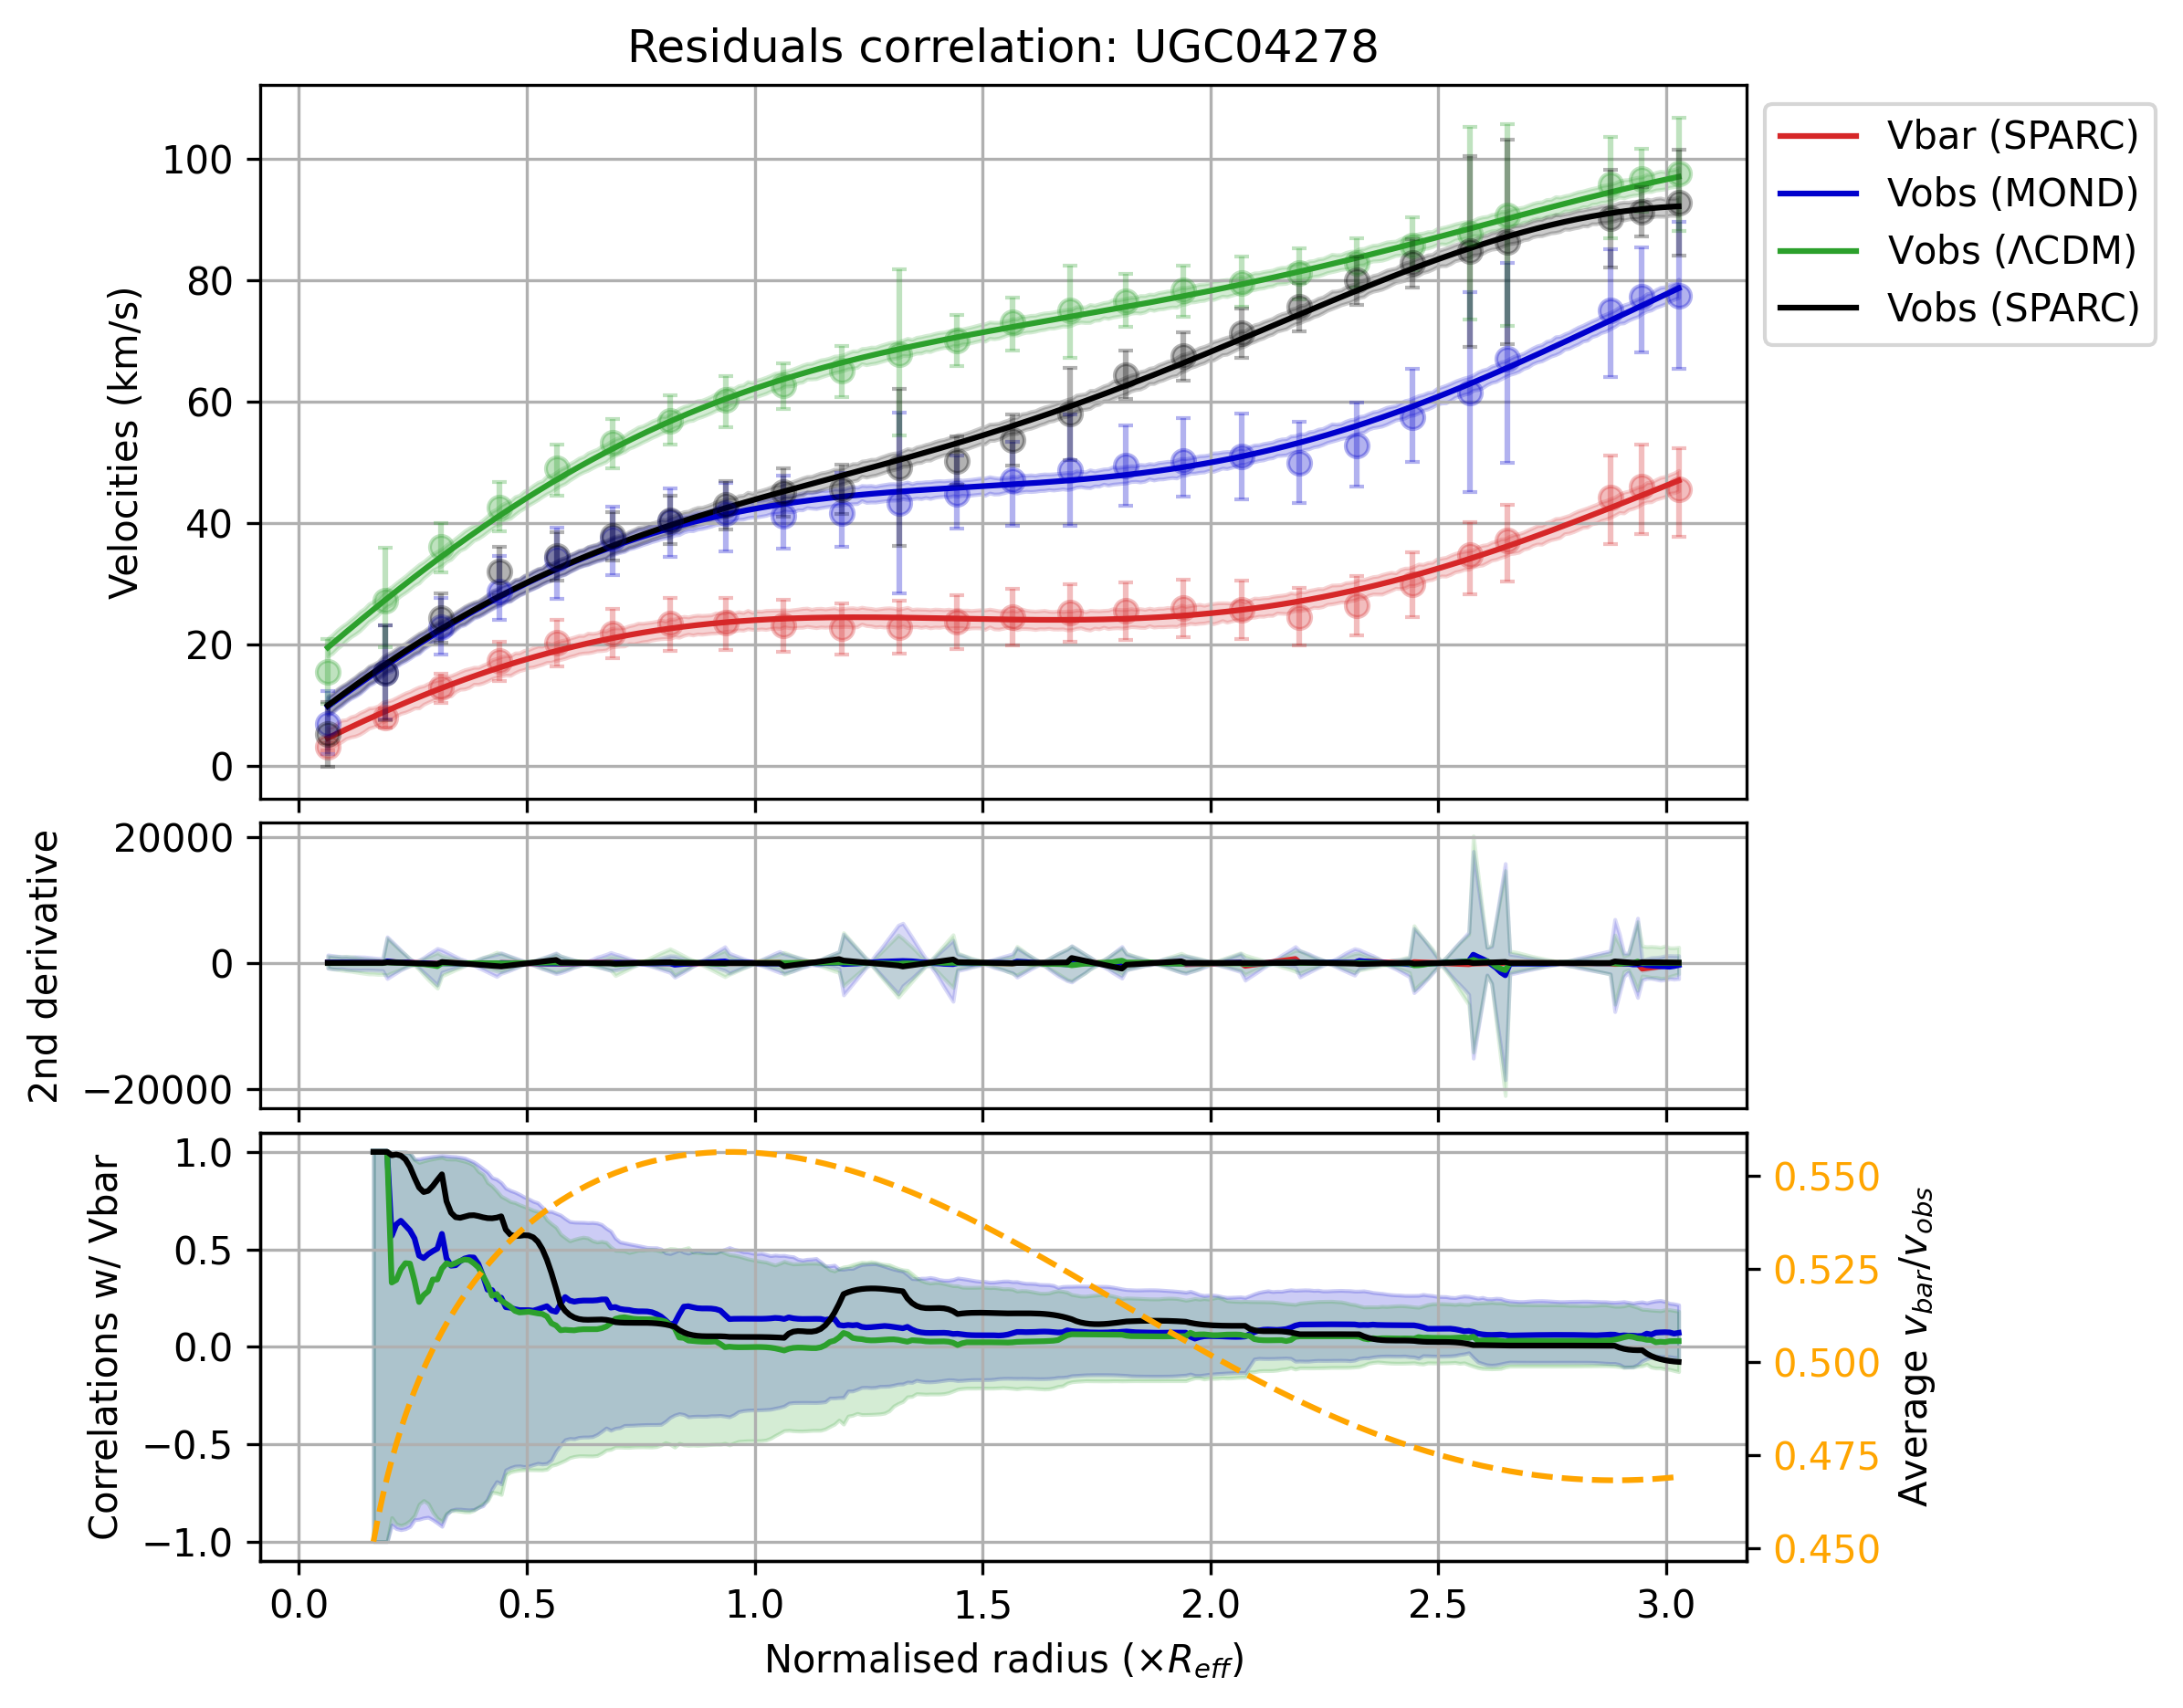 Residuals correlation: UGC04278
Vbar (SPARC)
Vobs (MOND)
Vobs (ΛCDM)
Vobs (SPARC)
Velocities (km/s)
100
80
60
40
20
0
2nd derivative
20000
0
−20000
Correlations w/ Vbar
1.0
0.5
0.0
−0.5
−1.0
0.550
0.525
0.500
0.475
0.450
Average v_bar/v_obs
0.0 0.5 1.0 1.5 2.0 2.5 3.0
Normalised radius (×R_eff)